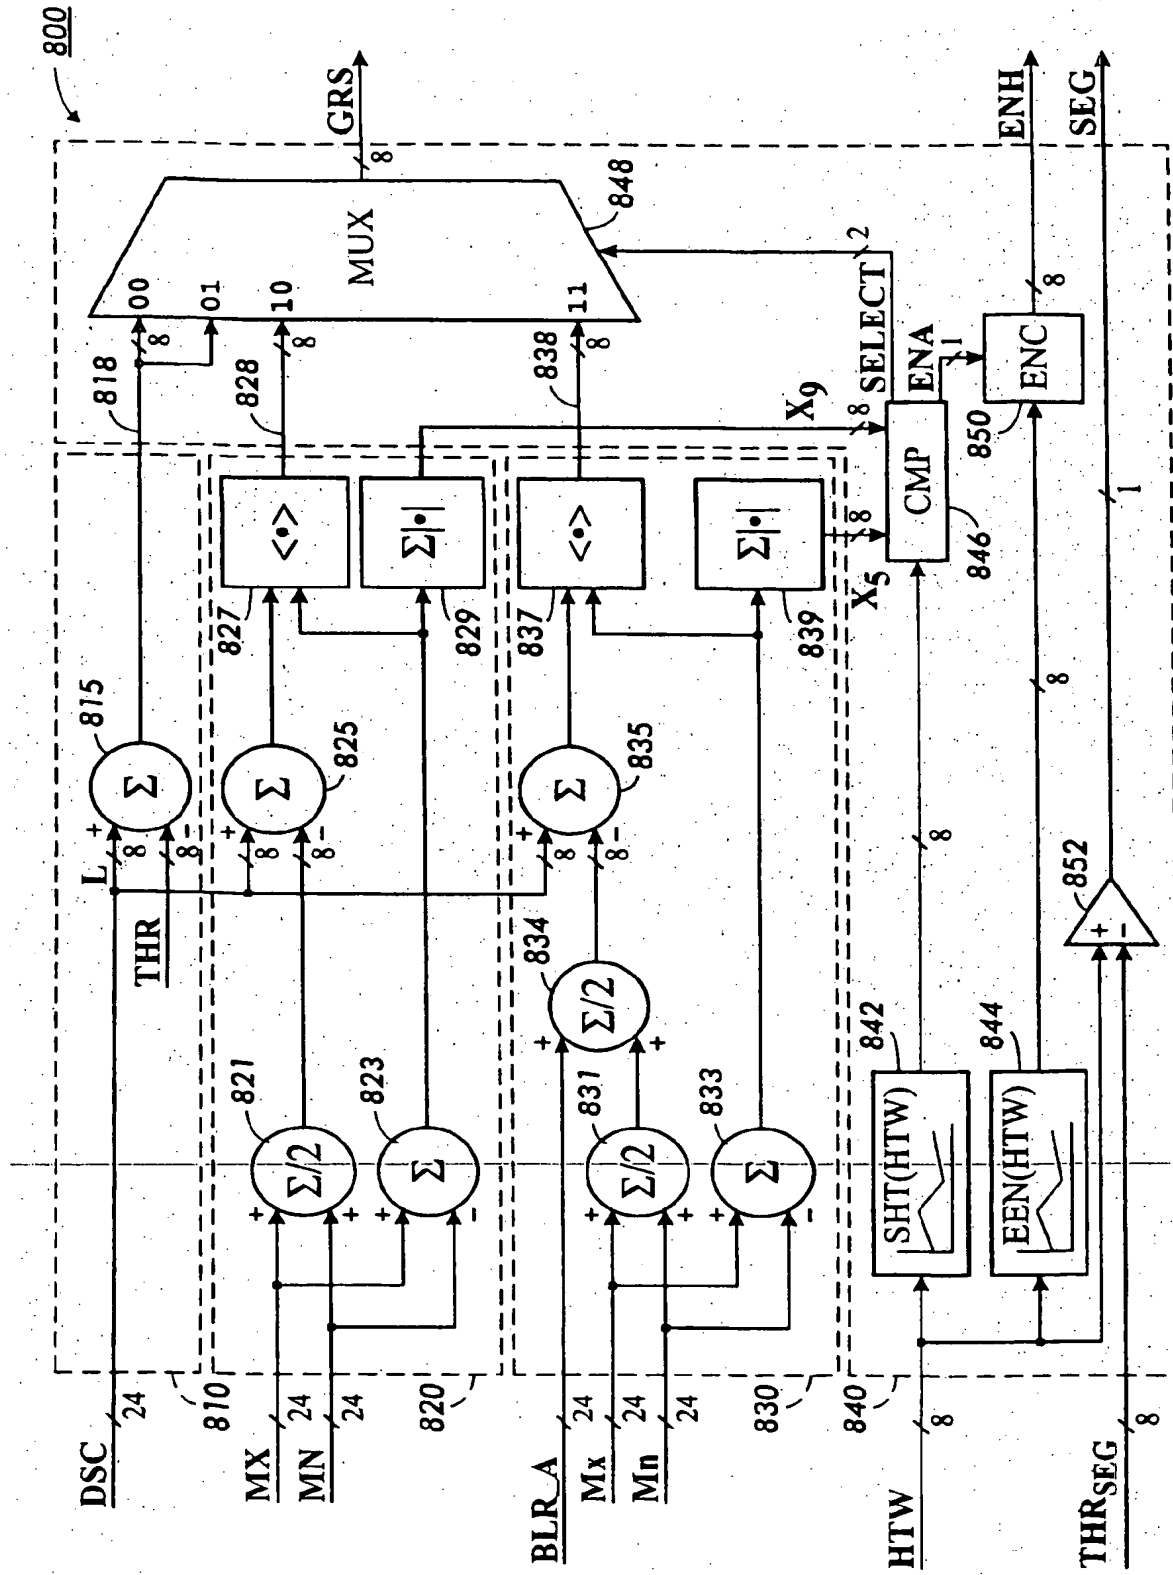 800
DSC
24
L
8
+
815
Σ
818
8
00
01
THR
8
-
810
MX
24
MN
24
+
+
821
Σ/2
+
-
823
Σ
+
8
8
-
825
Σ
827
<•>
828
8
10
829
Σ|•|
820
MUX
848
8
GRS
BLR_A
24
Mx
24
Mn
24
+
+
831
Σ/2
+
-
833
Σ
+
+
834
Σ/2
+
8
8
-
835
Σ
837
<•>
838
8
11
839
Σ|•|
830
X9
8
X5
8
SELECT
2
ENA
1
840
HTW
8
842
SHT(HTW)
8
CMP
846
844
EEN(HTW)
8
850
ENC
8
ENH
THRSEG
8
+
-
852
1
SEG